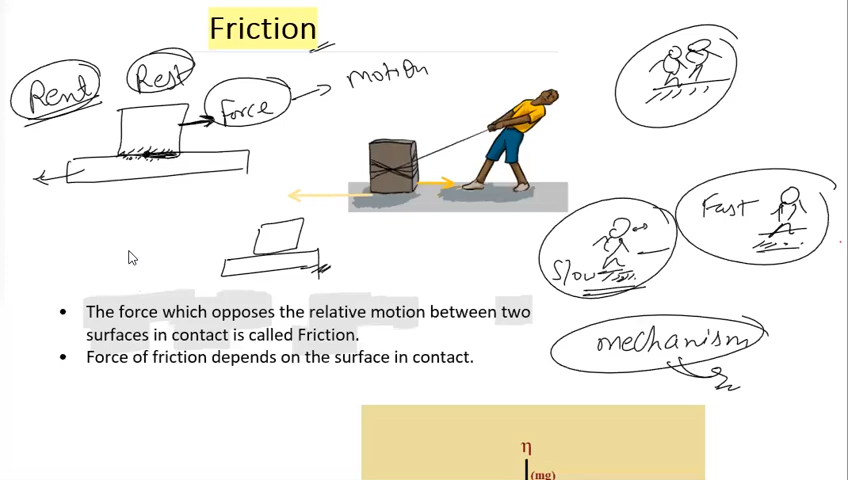 Friction
Rest
Rent
Force
motion
Fast
Slow
• The force which opposes the relative motion between two
surfaces in contact is called Friction.
• Force of friction depends on the surface in contact.
mechanism
η
(mg)